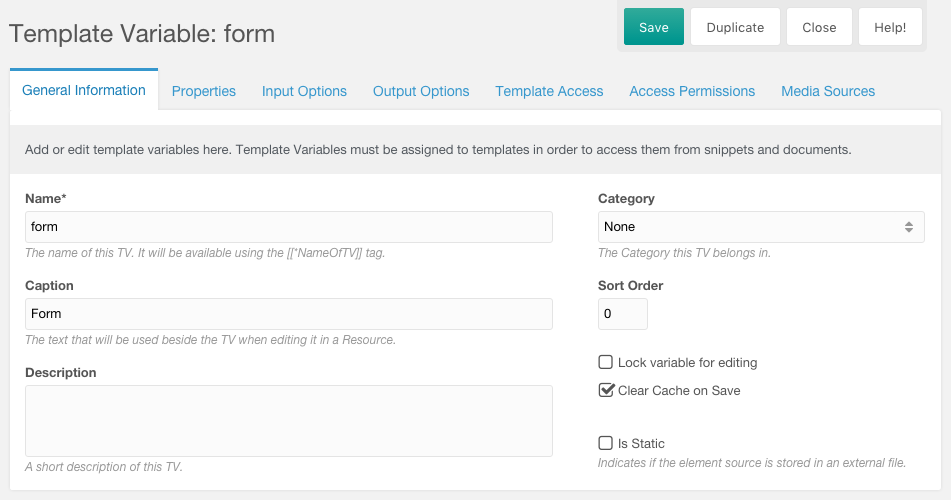 Template Variable: form
Save
Duplicate
Close
Help!
General Information
Properties
Input Options
Output Options
Template Access
Access Permissions
Media Sources
Add or edit template variables here. Template Variables must be assigned to templates in order to access them from snippets and documents.
Name*
form
The name of this TV. It will be available using the [[*NameOfTV]] tag.
Caption
Form
The text that will be used beside the TV when editing it in a Resource.
Description
A short description of this TV.
Category
None
The Category this TV belongs in.
Sort Order
0
Lock variable for editing
Clear Cache on Save
Is Static
Indicates if the element source is stored in an external file.